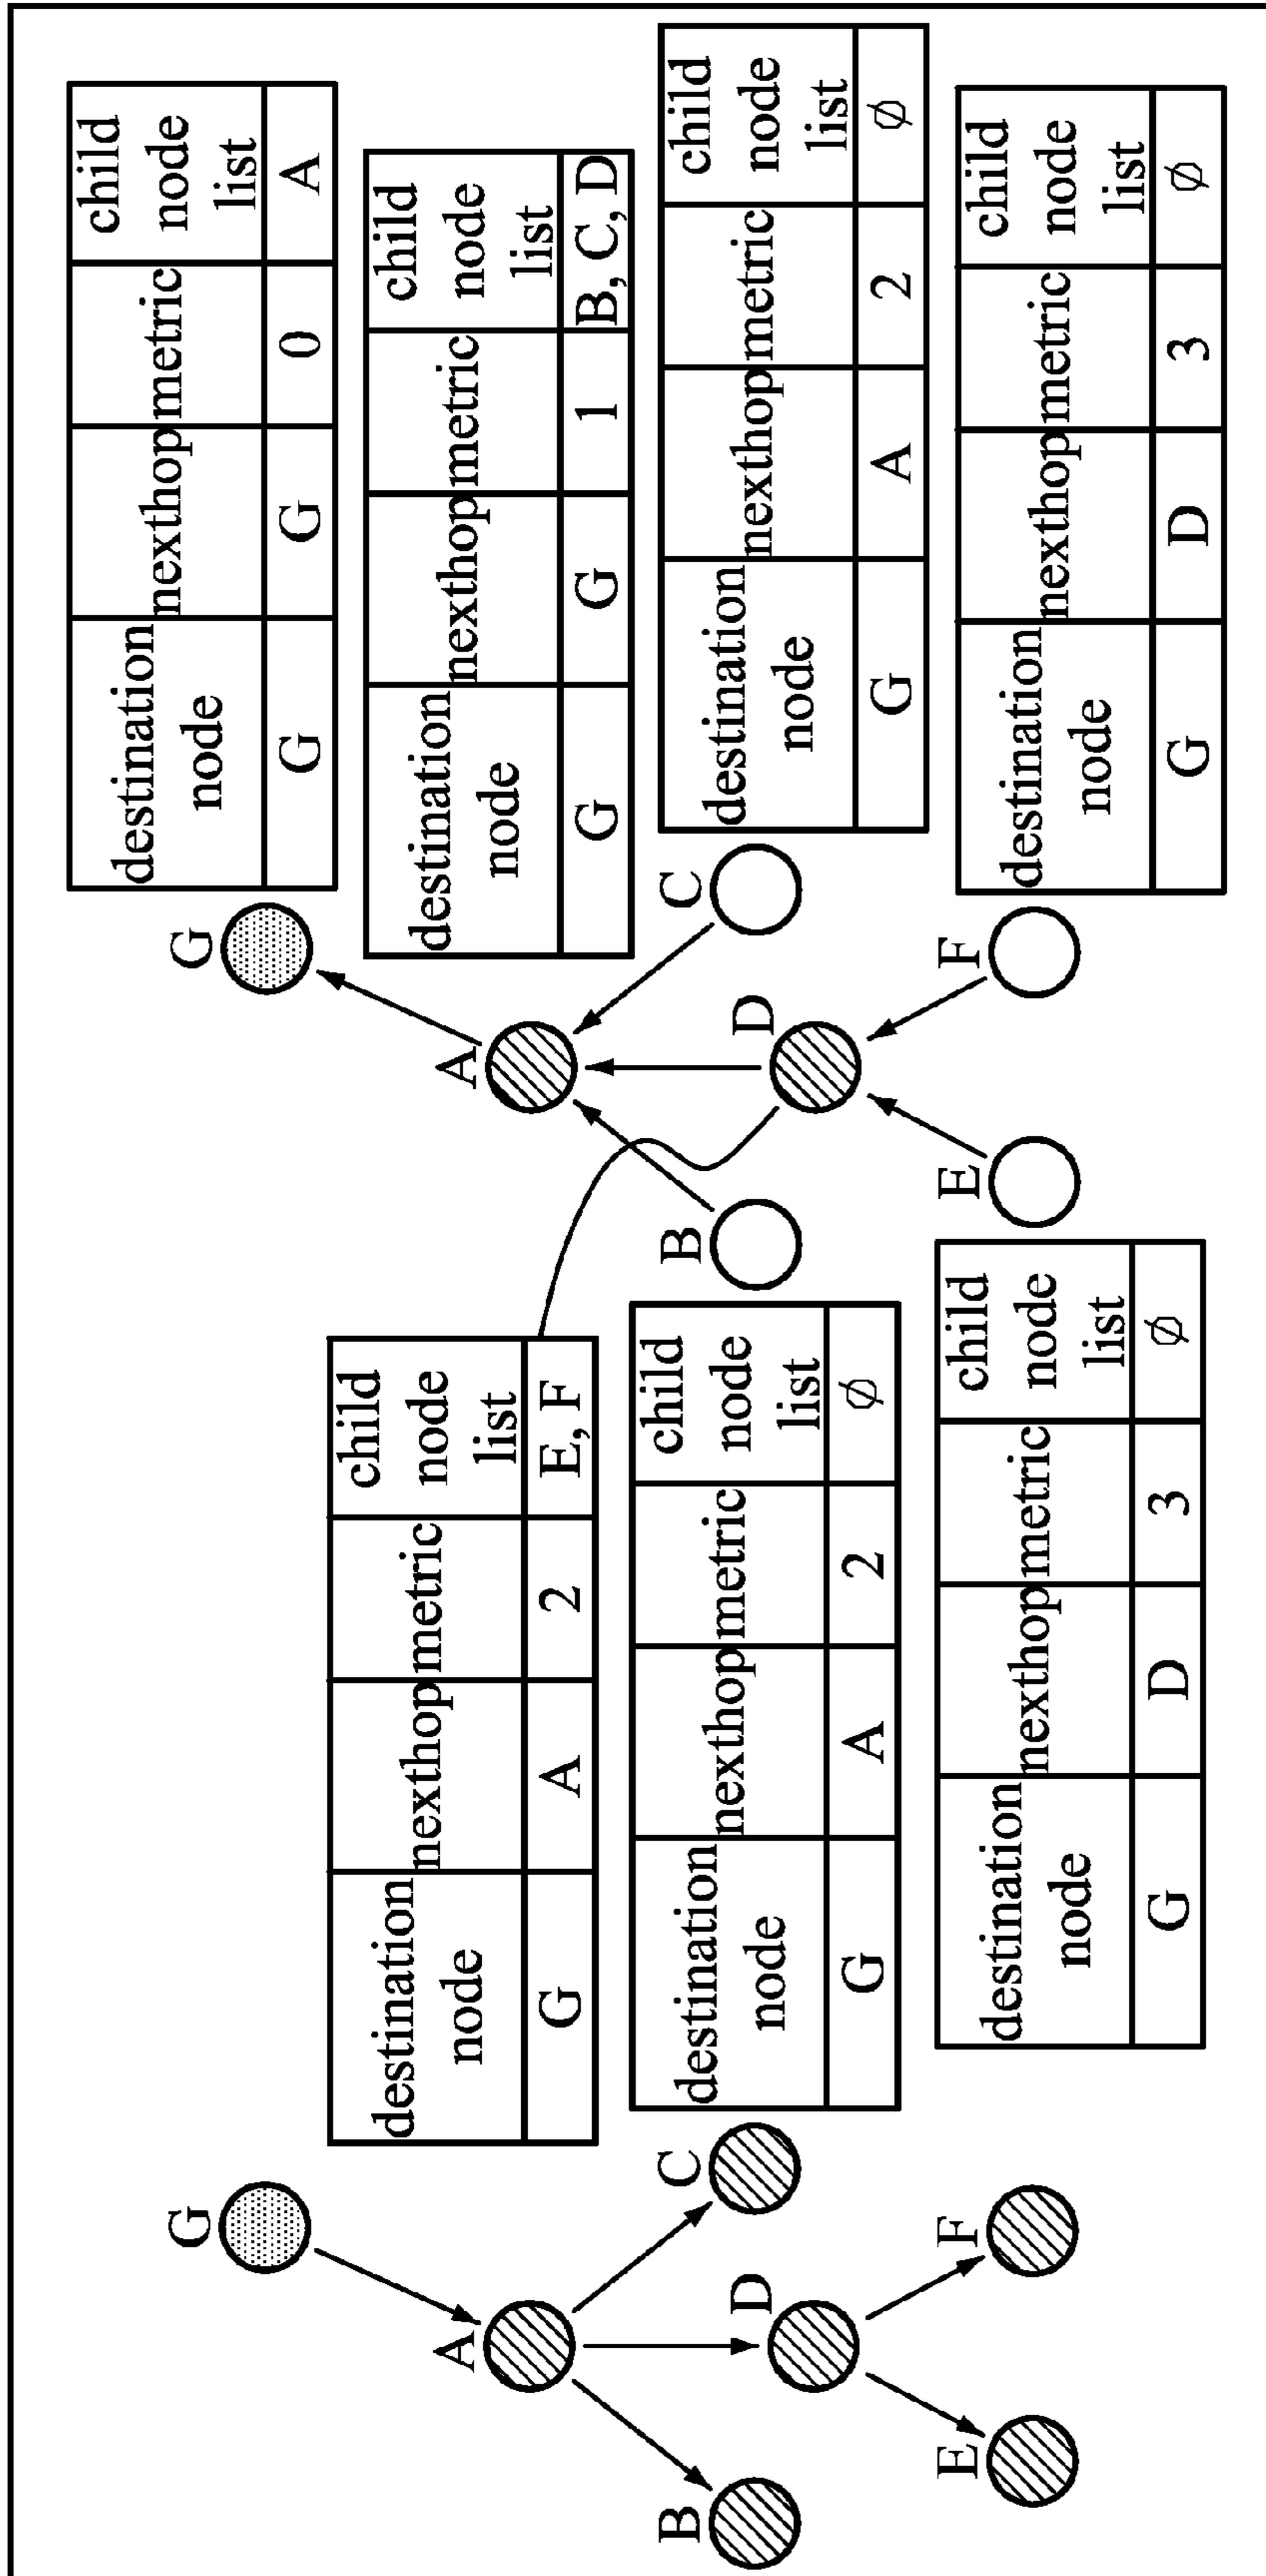 G
A
B
C
D
E
F
destination node
nexthop
metric
child node list
G
A
2
E, F
destination node
nexthop
metric
child node list
G
A
2
∅
destination node
nexthop
metric
child node list
G
D
3
∅
G
A
B
C
D
E
F
destination node
nexthop
metric
child node list
G
G
0
A
destination node
nexthop
metric
child node list
G
G
1
B, C, D
destination node
nexthop
metric
child node list
G
A
2
∅
destination node
nexthop
metric
child node list
G
D
3
∅